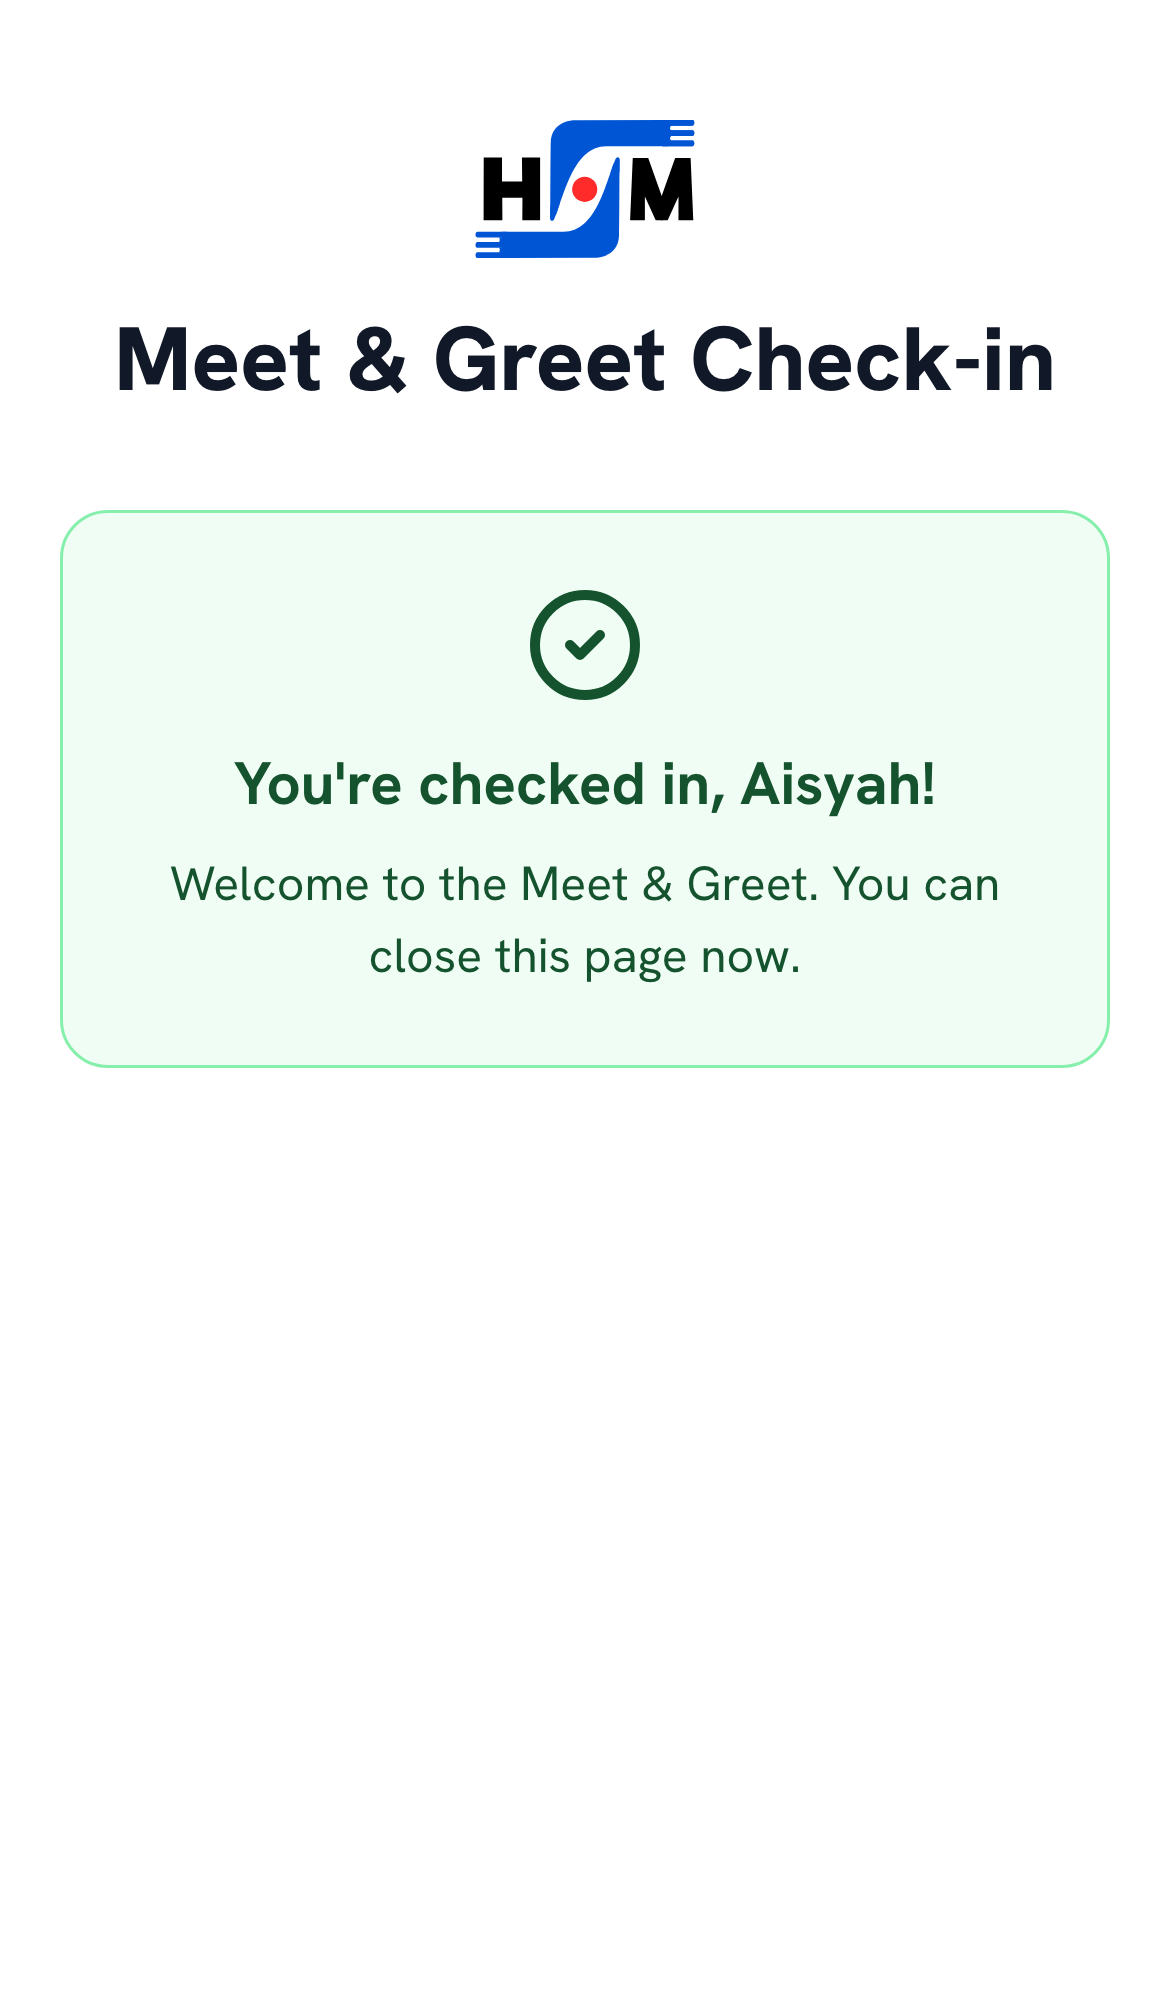 HSM
Meet & Greet Check-in
You're checked in, Aisyah!
Welcome to the Meet & Greet. You can
close this page now.